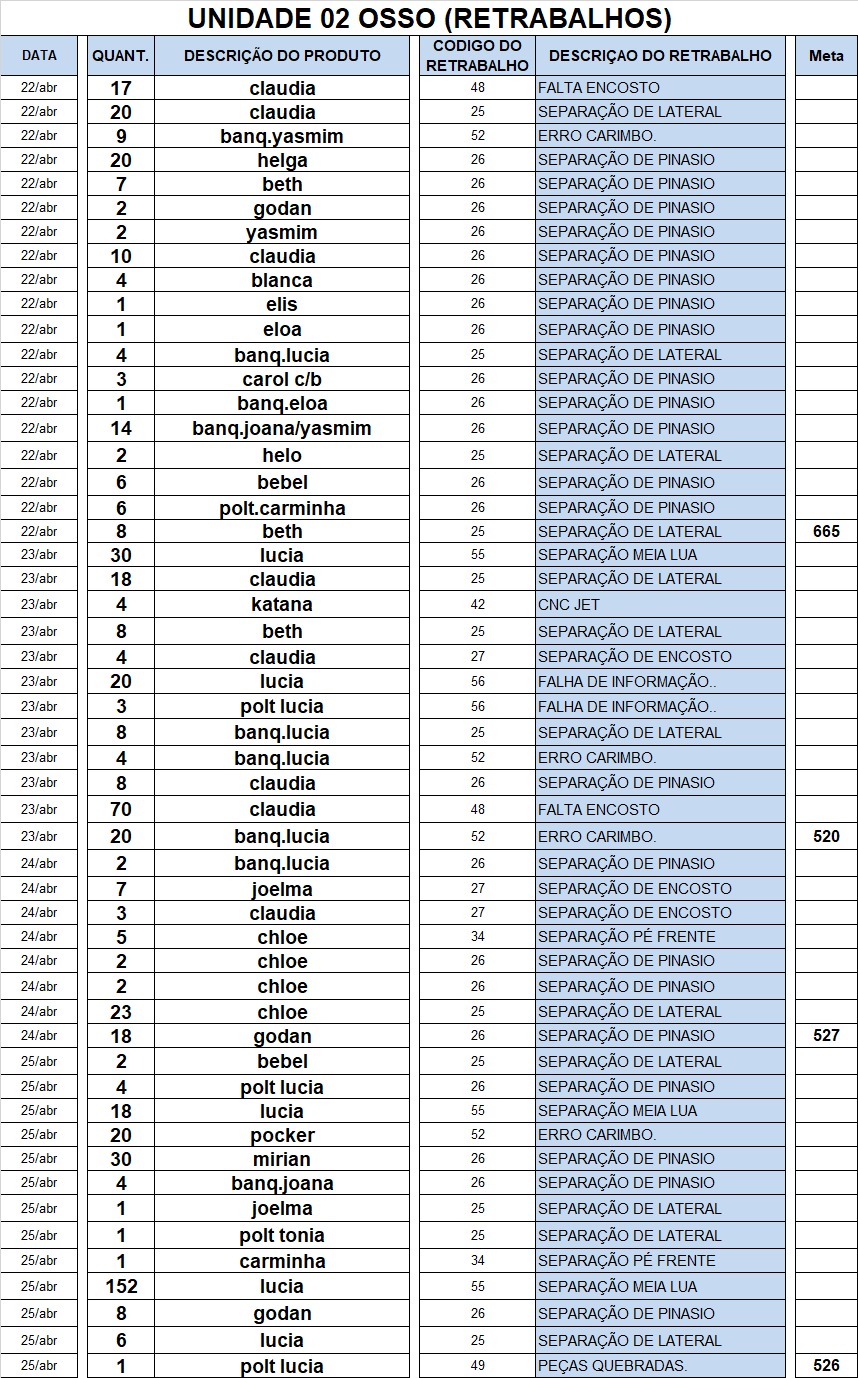 UNIDADE 02 OSSO (RETRABALHOS)
DATA QUANT. DESCRIÇÃO DO PRODUTO CODIGO DO RETRABALHO DESCRIÇAO DO RETRABALHO Meta
22/abr 17 claudia 48 FALTA ENCOSTO
22/abr 20 claudia 25 SEPARAÇÃO DE LATERAL
22/abr 9 banq.yasmim 52 ERRO CARIMBO.
22/abr 20 helga 26 SEPARAÇÃO DE PINASIO
22/abr 7 beth 26 SEPARAÇÃO DE PINASIO
22/abr 2 godan 26 SEPARAÇÃO DE PINASIO
22/abr 2 yasmim 26 SEPARAÇÃO DE PINASIO
22/abr 10 claudia 26 SEPARAÇÃO DE PINASIO
22/abr 4 blanca 26 SEPARAÇÃO DE PINASIO
22/abr 1 elis 26 SEPARAÇÃO DE PINASIO
22/abr 1 eloa 26 SEPARAÇÃO DE PINASIO
22/abr 4 banq.lucia 25 SEPARAÇÃO DE LATERAL
22/abr 3 carol c/b 26 SEPARAÇÃO DE PINASIO
22/abr 1 banq.eloa 26 SEPARAÇÃO DE PINASIO
22/abr 14 banq.joana/yasmim 26 SEPARAÇÃO DE PINASIO
22/abr 2 helo 25 SEPARAÇÃO DE LATERAL
22/abr 6 bebel 26 SEPARAÇÃO DE PINASIO
22/abr 6 polt.carminha 26 SEPARAÇÃO DE PINASIO
22/abr 8 beth 25 SEPARAÇÃO DE LATERAL 665
23/abr 30 lucia 55 SEPARAÇÃO MEIA LUA
23/abr 18 claudia 25 SEPARAÇÃO DE LATERAL
23/abr 4 katana 42 CNC JET
23/abr 8 beth 25 SEPARAÇÃO DE LATERAL
23/abr 4 claudia 27 SEPARAÇÃO DE ENCOSTO
23/abr 20 lucia 56 FALHA DE INFORMAÇÃO..
23/abr 3 polt lucia 56 FALHA DE INFORMAÇÃO..
23/abr 8 banq.lucia 25 SEPARAÇÃO DE LATERAL
23/abr 4 banq.lucia 52 ERRO CARIMBO.
23/abr 8 claudia 26 SEPARAÇÃO DE PINASIO
23/abr 70 claudia 48 FALTA ENCOSTO
23/abr 20 banq.lucia 52 ERRO CARIMBO. 520
24/abr 2 banq.lucia 26 SEPARAÇÃO DE PINASIO
24/abr 7 joelma 27 SEPARAÇÃO DE ENCOSTO
24/abr 3 claudia 27 SEPARAÇÃO DE ENCOSTO
24/abr 5 chloe 34 SEPARAÇÃO PÉ FRENTE
24/abr 2 chloe 26 SEPARAÇÃO DE PINASIO
24/abr 2 chloe 26 SEPARAÇÃO DE PINASIO
24/abr 23 chloe 25 SEPARAÇÃO DE LATERAL
24/abr 18 godan 26 SEPARAÇÃO DE PINASIO 527
25/abr 2 bebel 25 SEPARAÇÃO DE LATERAL
25/abr 4 polt lucia 26 SEPARAÇÃO DE PINASIO
25/abr 18 lucia 55 SEPARAÇÃO MEIA LUA
25/abr 20 pocker 52 ERRO CARIMBO.
25/abr 30 mirian 26 SEPARAÇÃO DE PINASIO
25/abr 4 banq.joana 26 SEPARAÇÃO DE PINASIO
25/abr 1 joelma 25 SEPARAÇÃO DE LATERAL
25/abr 1 polt tonia 25 SEPARAÇÃO DE LATERAL
25/abr 1 carminha 34 SEPARAÇÃO PÉ FRENTE
25/abr 152 lucia 55 SEPARAÇÃO MEIA LUA
25/abr 8 godan 26 SEPARAÇÃO DE PINASIO
25/abr 6 lucia 25 SEPARAÇÃO DE LATERAL
25/abr 1 polt lucia 49 PEÇAS QUEBRADAS. 526